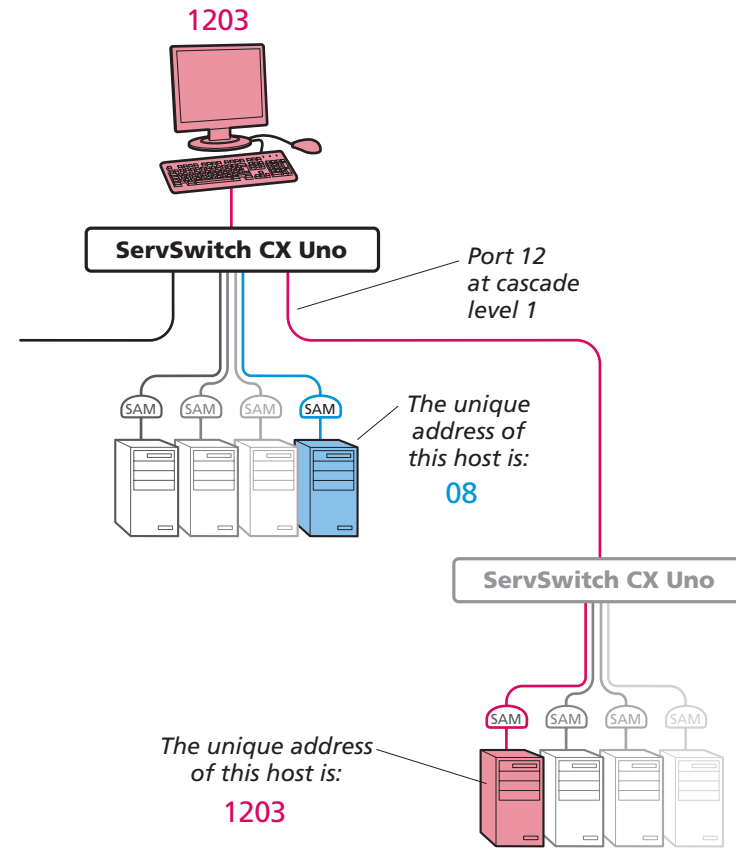 1203
ServSwitch CX Uno
Port 12
at cascade
level 1
SAM SAM SAM SAM
The unique
address of
this host is:
08
ServSwitch CX Uno
SAM SAM SAM SAM
The unique address
of this host is:
1203